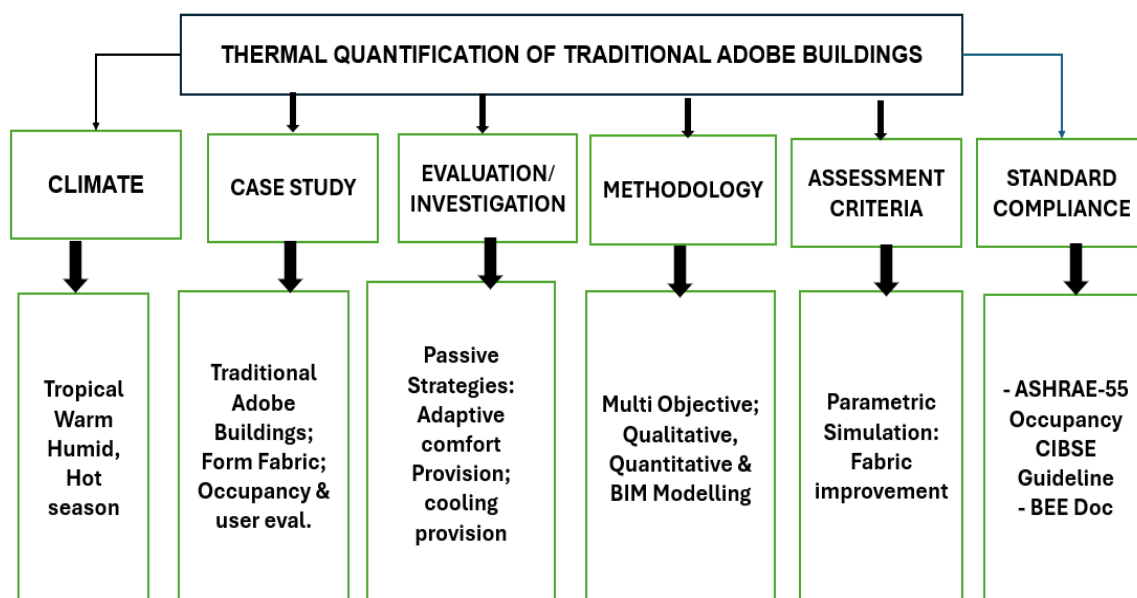 THERMAL QUANTIFICATION OF TRADITIONAL ADOBE BUILDINGS
CLIMATE
CASE STUDY
EVALUATION/
INVESTIGATION
METHODOLOGY
ASSESSMENT
CRITERIA
STANDARD
COMPLIANCE
Tropical
Warm
Humid,
Hot
season
Traditional
Adobe
Buildings;
Form Fabric;
Occupancy &
user eval.
Passive
Strategies:
Adaptive
comfort
Provision;
cooling
provision
Multi Objective;
Qualitative,
Quantitative &
BIM Modelling
Parametric
Simulation:
Fabric
improvement
- ASHRAE-55
Occupancy
CIBSE
Guideline
- BEE Doc